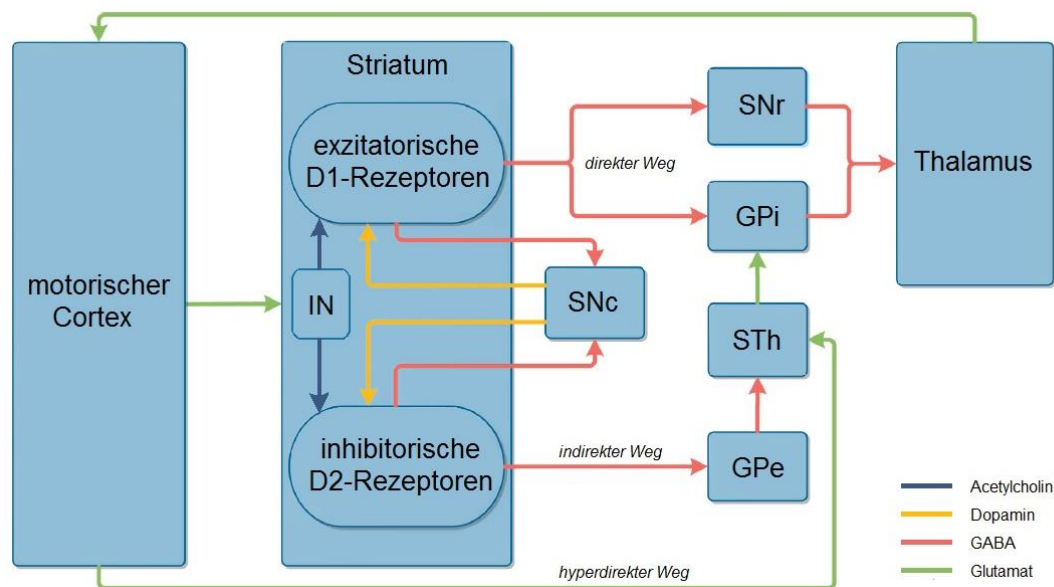 Striatum
exzitatorische
D1-Rezeptoren
direkter Weg
SNr
Thalamus
GPi
motorischer
Cortex
IN
SNc
STh
inhibitorische
D2-Rezeptoren
indirekter Weg
GPe
Acetylcholin
Dopamin
GABA
Glutamat
hyperdirekter Weg